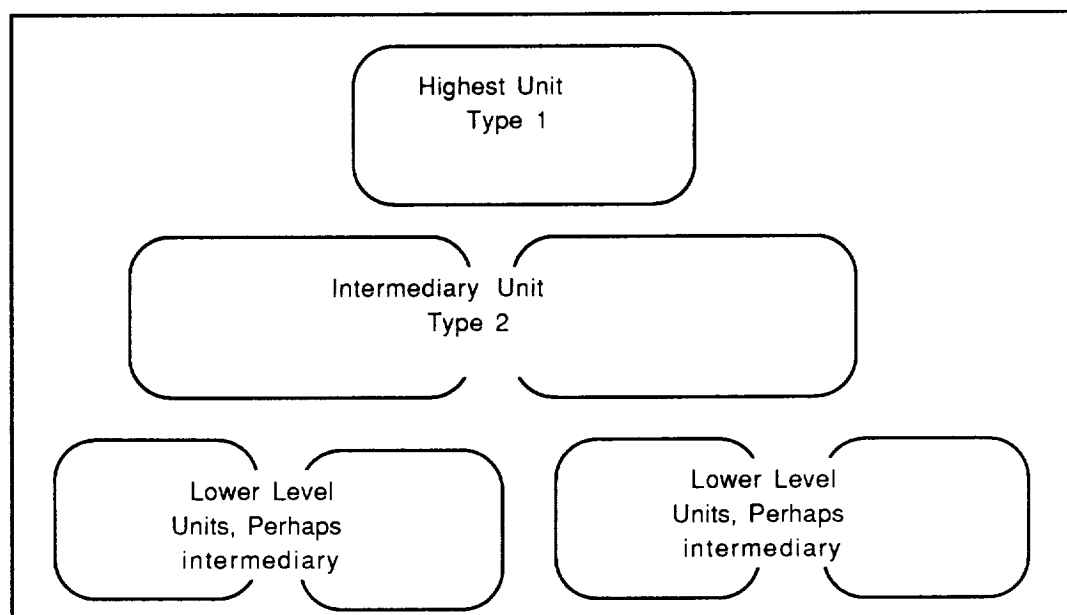 Highest Unit
Type 1
Intermediary Unit
Type 2
Lower Level
Units, Perhaps
intermediary
Lower Level
Units, Perhaps
intermediary